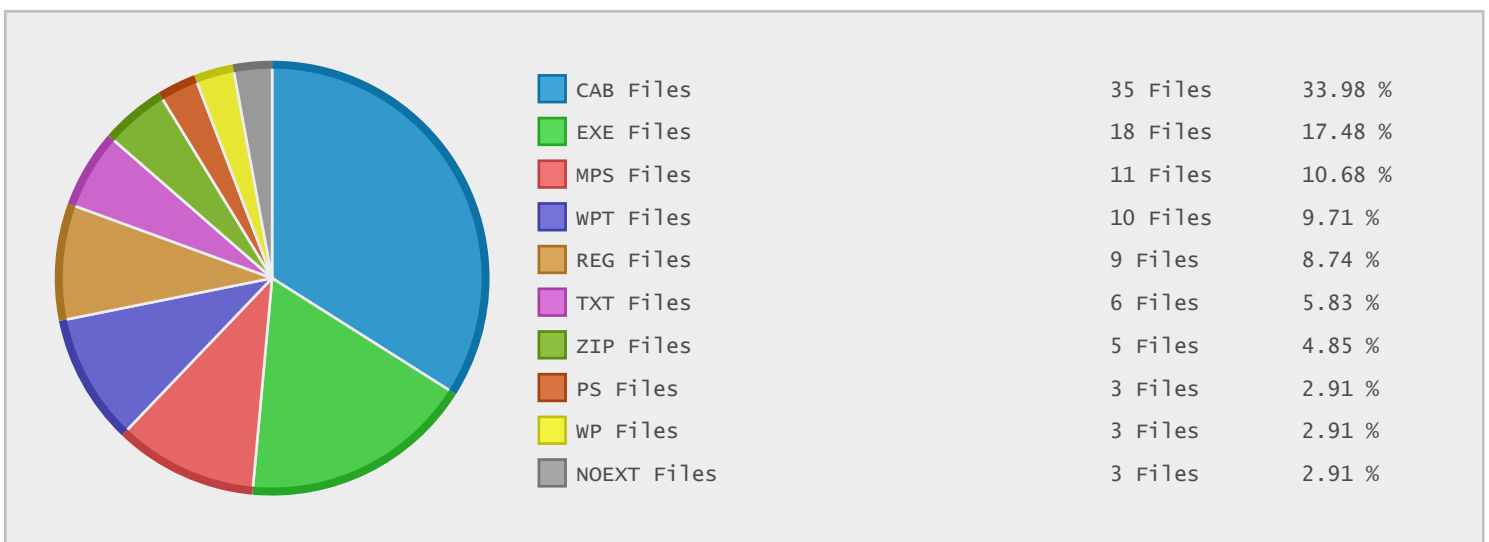 CAB Files 35 Files 33.98 %
EXE Files 18 Files 17.48 %
MPS Files 11 Files 10.68 %
WPT Files 10 Files 9.71 %
REG Files 9 Files 8.74 %
TXT Files 6 Files 5.83 %
ZIP Files 5 Files 4.85 %
PS Files 3 Files 2.91 %
WP Files 3 Files 2.91 %
NOEXT Files 3 Files 2.91 %